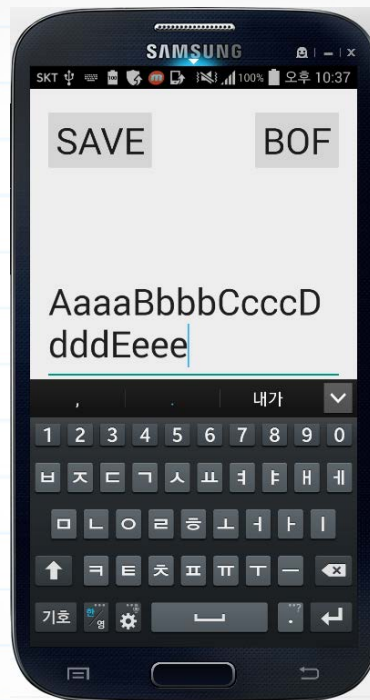 SAMSUNG
SKT 100% 오후 10:37
SAVE BOF
AaaaBbbbCcccD
dddEeee
, . 내가
1 2 3 4 5 6 7 8 9 0
ㅂ ㅈ ㄷ ㄱ ㅅ ㅛ ㅕ ㅑ ㅐ ㅔ
ㅁ ㄴ ㅇ ㄹ ㅎ ㅗ ㅓ ㅏ ㅣ
ㅋ ㅌ ㅊ ㅍ ㅠ ㅜ ㅡ
기호 한/영 . ?